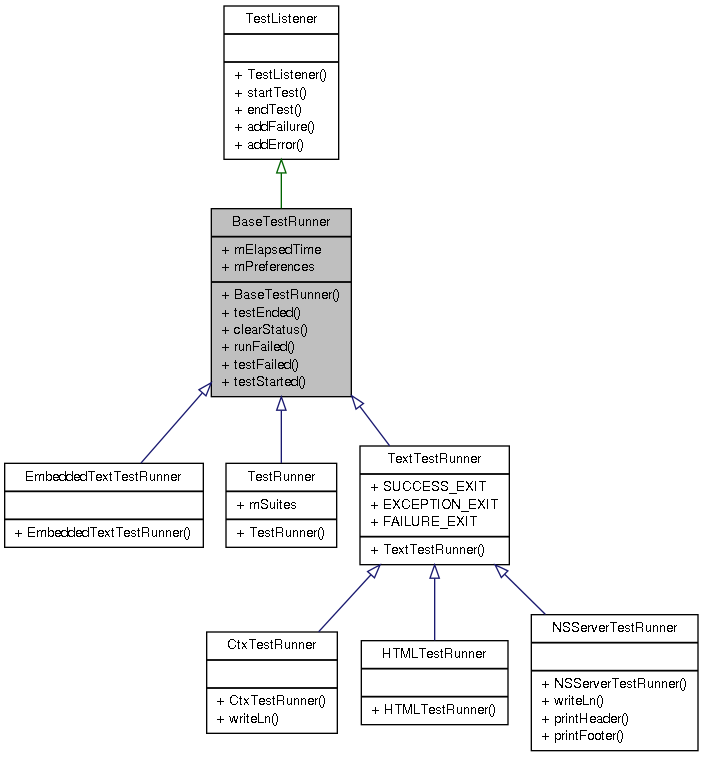 TestListener
+ TestListener()
+ startTest()
+ endTest()
+ addFailure()
+ addError()
BaseTestRunner
+ mElapsedTime
+ mPreferences
+ BaseTestRunner()
+ testEnded()
+ clearStatus()
+ runFailed()
+ testFailed()
+ testStarted()
EmbeddedTextTestRunner
+ EmbeddedTextTestRunner()
TestRunner
+ mSuites
+ TestRunner()
TextTestRunner
+ SUCCESS_EXIT
+ EXCEPTION_EXIT
+ FAILURE_EXIT
+ TextTestRunner()
CtxTestRunner
+ CtxTestRunner()
+ writeLn()
HTMLTestRunner
+ HTMLTestRunner()
NSServerTestRunner
+ NSServerTestRunner()
+ writeLn()
+ printHeader()
+ printFooter()